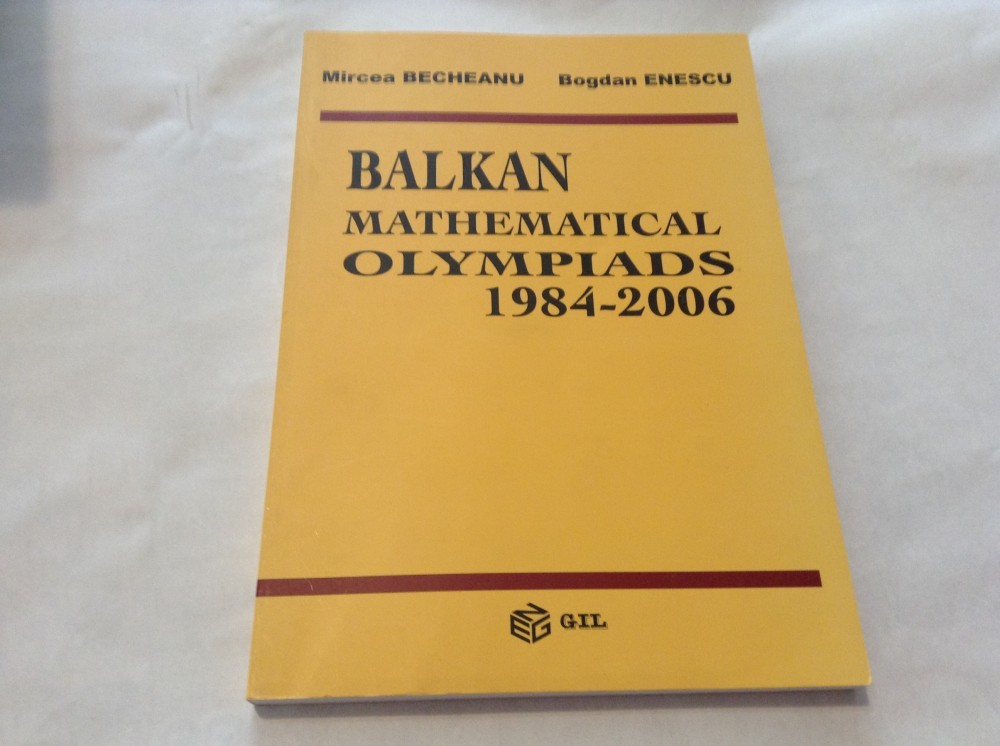 Mircea BECHEANU Bogdan ENESCU
BALKAN
MATHEMATICAL
OLYMPIADS
1984-2006
GIL